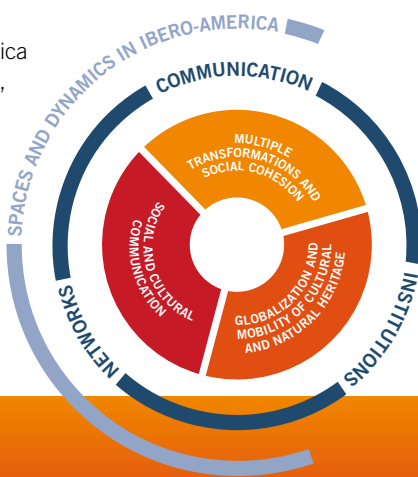 ica
,
SPACES AND DYNAMICS IN IBERO-AMERICA
COMMUNICATION
INSTITUTIONS
NETWORKS
MULTIPLE
TRANSFORMATIONS AND
SOCIAL COHESION
SOCIAL AND CULTURAL
COMMUNICATION
GLOBALIZATION AND
MOBILITY OF CULTURAL
AND NATURAL HERITAGE